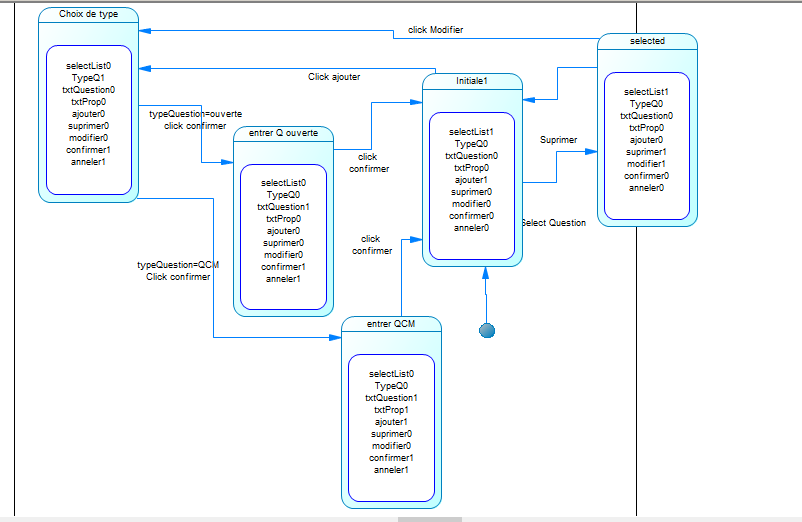 Choix de type
selectList0
TypeQ1
txtQuestion0
txtProp0
ajouter0
suprimer0
modifier0
confirmer1
anneler1
click Modifier
Click ajouter
typeQuestion=ouverte
click confirmer
entrer Q ouverte
selectList0
TypeQ0
txtQuestion1
txtProp0
ajouter0
suprimer0
modifier0
confirmer1
anneler1
click
confirmer
Initiale1
selectList1
TypeQ0
txtQuestion0
txtProp0
ajouter1
suprimer0
modifier0
confirmer0
anneler0
selected
selectList1
TypeQ0
txtQuestion0
txtProp0
ajouter0
suprimer1
modifier1
confirmer0
anneler0
Suprimer
Select Question
click
confirmer
typeQuestion=QCM
Click confirmer
entrer QCM
selectList0
TypeQ0
txtQuestion1
txtProp1
ajouter1
suprimer0
modifier0
confirmer1
anneler1